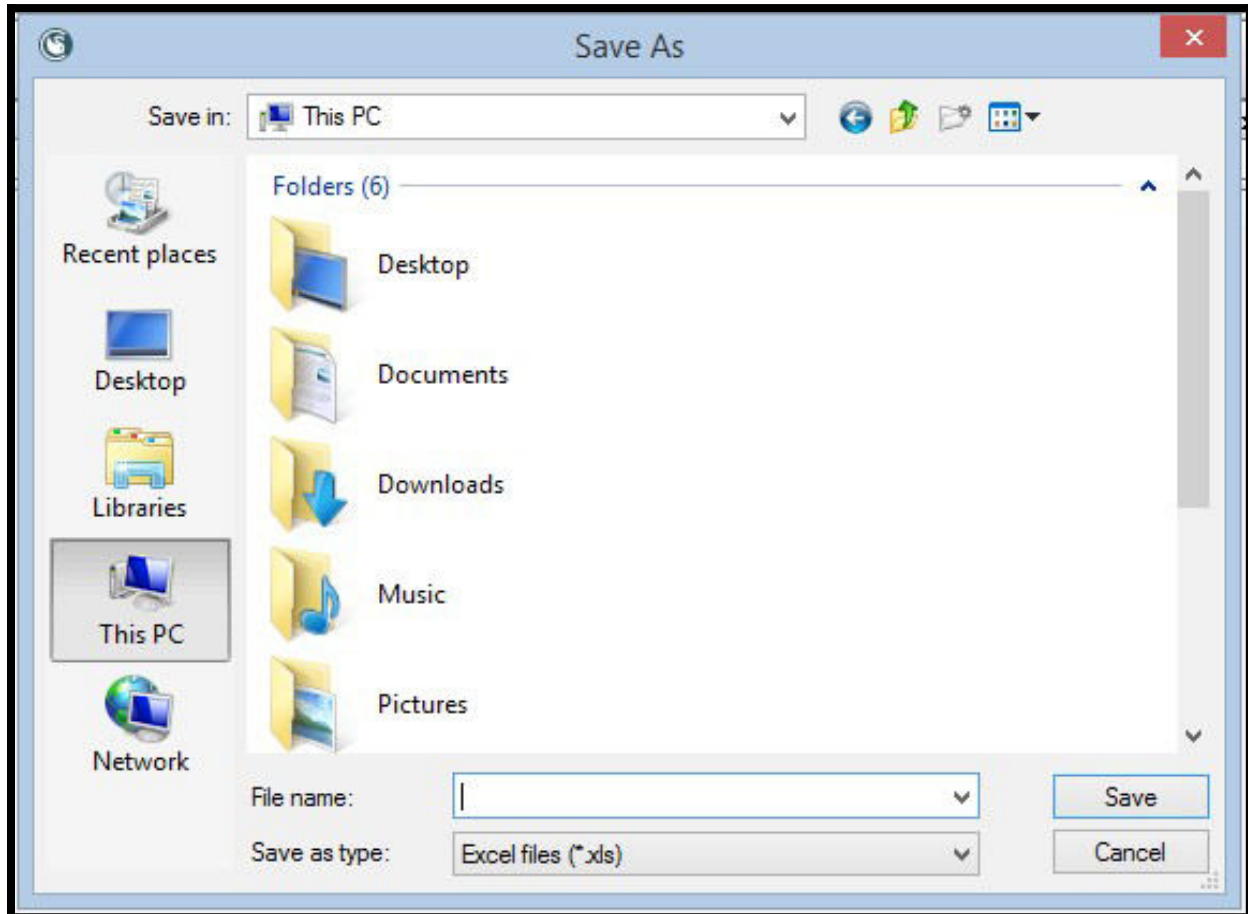 Save As
Save in:
This PC
Recent places
Desktop
Libraries
This PC
Network
Folders (6)
Desktop
Documents
Downloads
Music
Pictures
File name:
Save
Save as type:
Excel files (*.xls)
Cancel